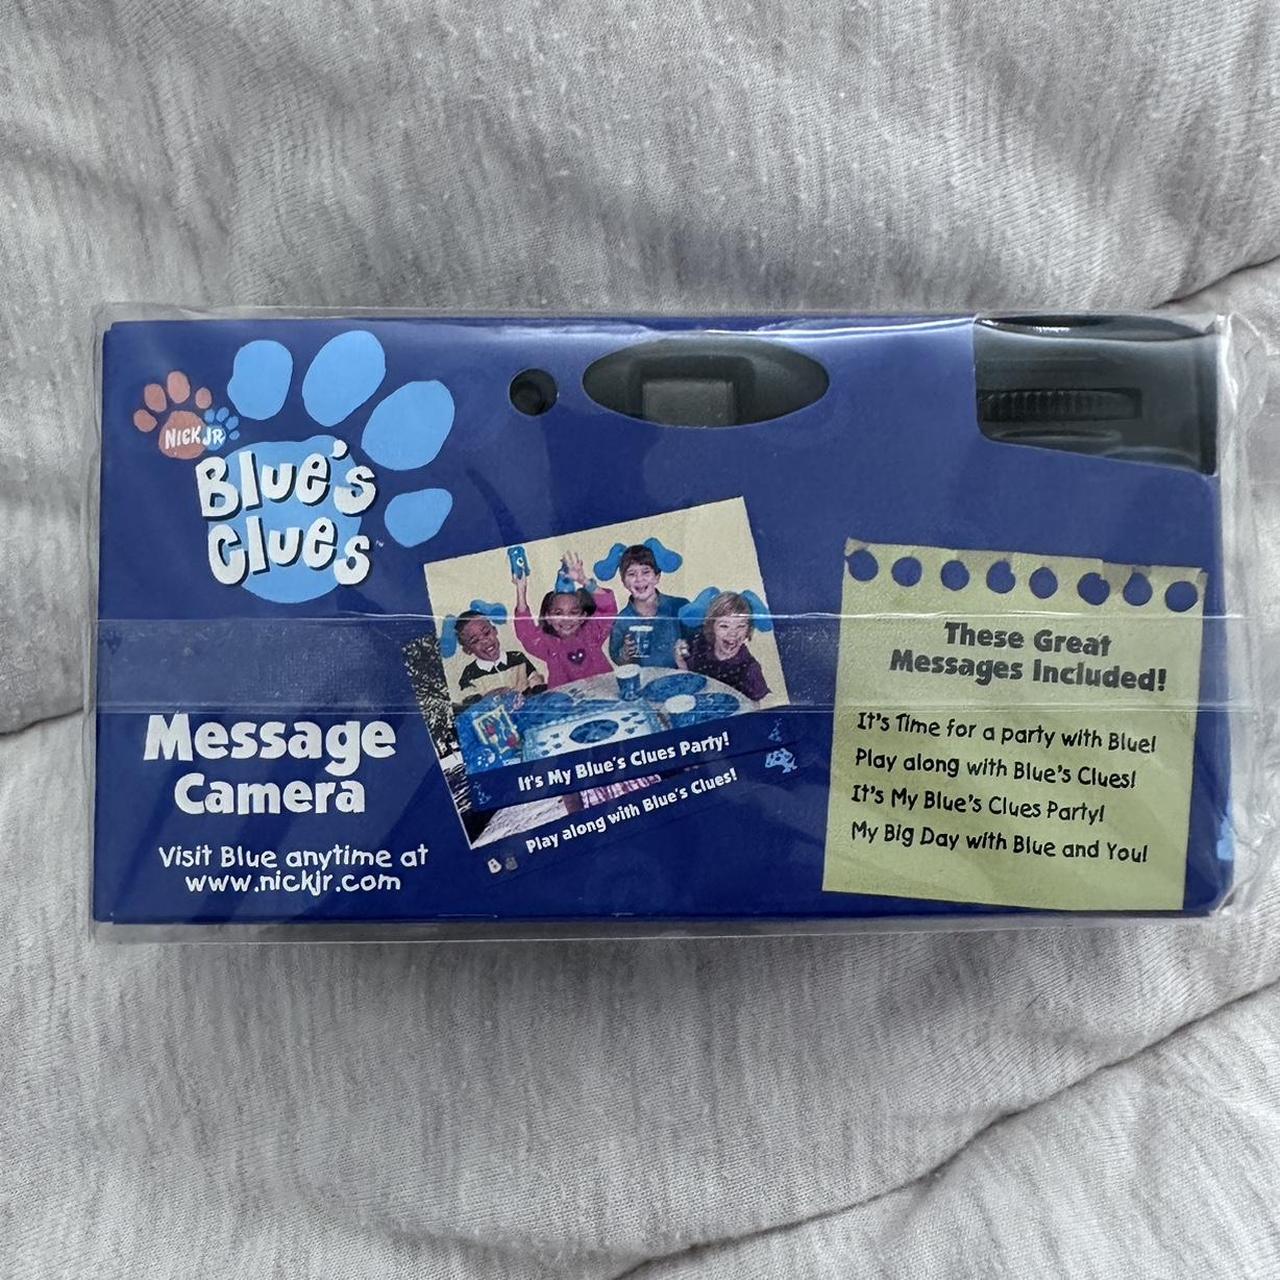 NICK JR
Blue's
Clues™
Message
Camera
Visit Blue anytime at
www.nickjr.com
It's My Blue's Clues Party!
Play along with Blue's Clues!
These Great
Messages Included!
It's Time for a party with Blue!
Play along with Blue's Clues!
It's My Blue's Clues Party!
My Big Day with Blue and You!